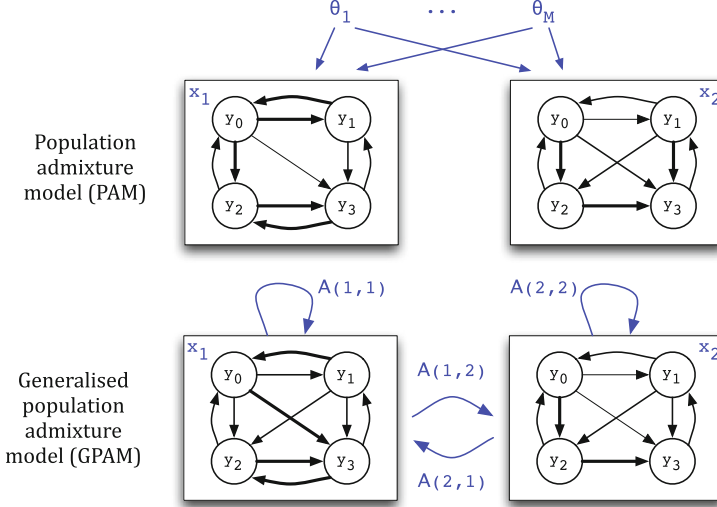 θ1 ... θM
Population
admixture
model (PAM)
x1
y0 y1
y2 y3
x2
y0 y1
y2 y3
A(1,1) A(2,2)
Generalised
population
admixture
model (GPAM)
x1
y0 y1
y2 y3
A(1,2)
A(2,1)
x2
y0 y1
y2 y3